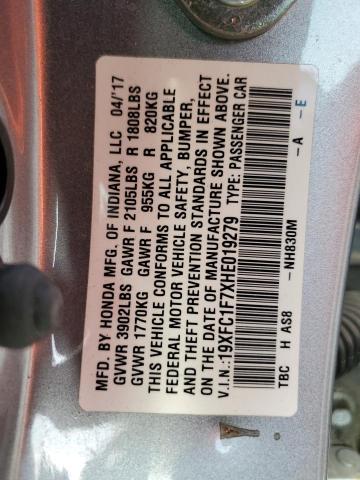 MFD. BY HONDA MFG. OF INDIANA, LLC 04/'17
GVWR 3902LBS GAWR F 2105LBS R 1808LBS
GVWR 1770KG GAWR F 955KG R 820KG
THIS VEHICLE CONFORMS TO ALL APPLICABLE
FEDERAL MOTOR VEHICLE SAFETY, BUMPER,
AND THEFT PREVENTION STANDARDS IN EFFECT
ON THE DATE OF MANUFACTURE SHOWN ABOVE.
V.I.N.:19XFC1F7XHE019279 TYPE: PASSENGER CAR
TBC H AS8 -NH830M -A -E